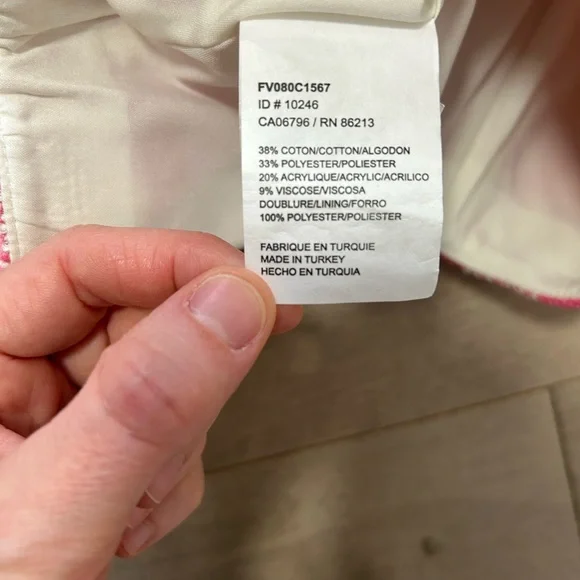 FV080C1567
ID # 10246
CA06796 / RN 86213
38% COTON/COTTON/ALGODON
33% POLYESTER/POLIESTER
20% ACRYLIQUE/ACRYLIC/ACRILICO
9% VISCOSE/VISCOSA
DOUBLURE/LINING/FORRO
100% POLYESTER/POLIESTER
FABRIQUE EN TURQUIE
MADE IN TURKEY
HECHO EN TURQUIA